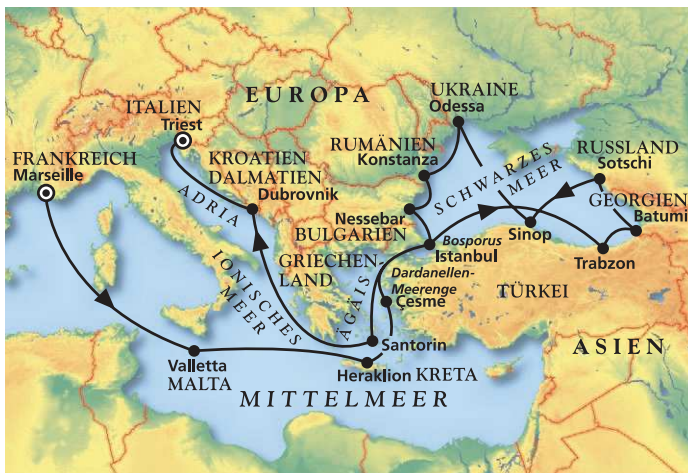 EUROPA
UKRAINE
Odessa
ITALIEN
Triest
RUMÄNIEN
Konstanza
KROATIEN
DALMATIEN
Dubrovnik
FRANKREICH
Marseille
RUSSLAND
Sotschi
SCHWARZES
MEER
GEORGIEN
Batumi
ADRIA
Nessebar
BULGARIEN
Bosporus
Istanbul
Sinop
Trabzon
IONISCHES
MEER
GRIECHEN-
LAND
Dardanellen-
Meerenge
Cesme
TÜRKEI
ÄGÄIS
Santorin
ASIEN
Valletta
MALTA
Heraklion KRETA
MITTELMEER